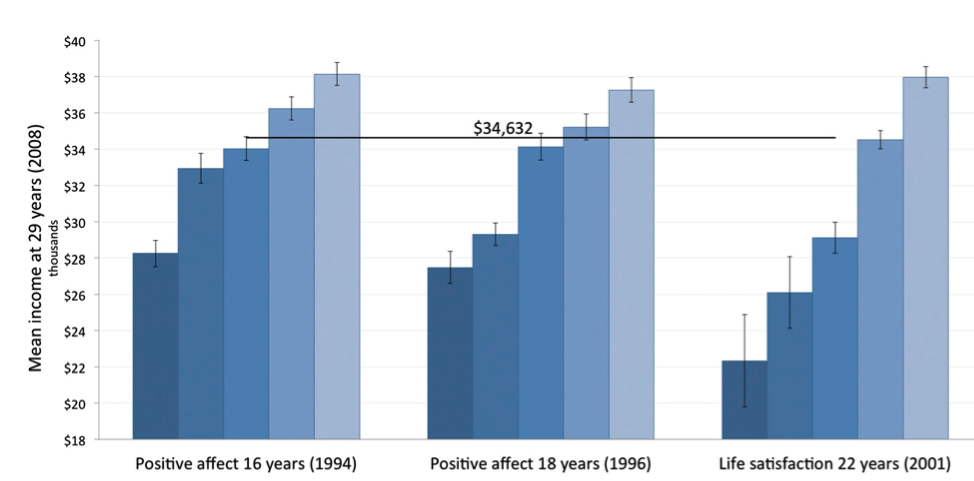 $40
$38
$36
$34
$32
$30
$28
$26
$24
$22
$20
$18
Mean income at 29 years (2008)
thousands
$34,632
Positive affect 16 years (1994)
Positive affect 18 years (1996)
Life satisfaction 22 years (2001)